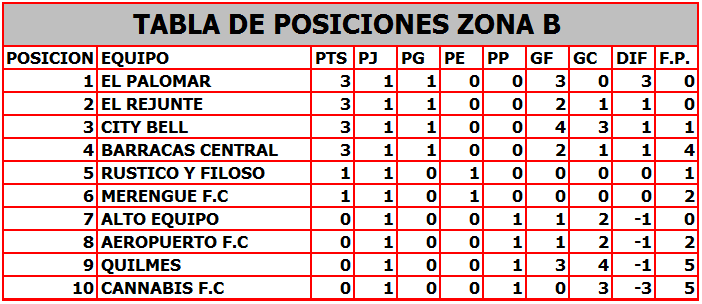 TABLA DE POSICIONES ZONA B
POSICION EQUIPO PTS PJ PG PE PP GF GC DIF F.P.
1 EL PALOMAR 3 1 1 0 0 3 0 3 0
2 EL REJUNTE 3 1 1 0 0 2 1 1 0
3 CITY BELL 3 1 1 0 0 4 3 1 1
4 BARRACAS CENTRAL 3 1 1 0 0 2 1 1 4
5 RUSTICO Y FILOSO 1 1 0 1 0 0 0 0 1
6 MERENGUE F.C 1 1 0 1 0 0 0 0 2
7 ALTO EQUIPO 0 1 0 0 1 1 2 -1 0
8 AEROPUERTO F.C 0 1 0 0 1 1 2 -1 2
9 QUILMES 0 1 0 0 1 3 4 -1 5
10 CANNABIS F.C 0 1 0 0 1 0 3 -3 5